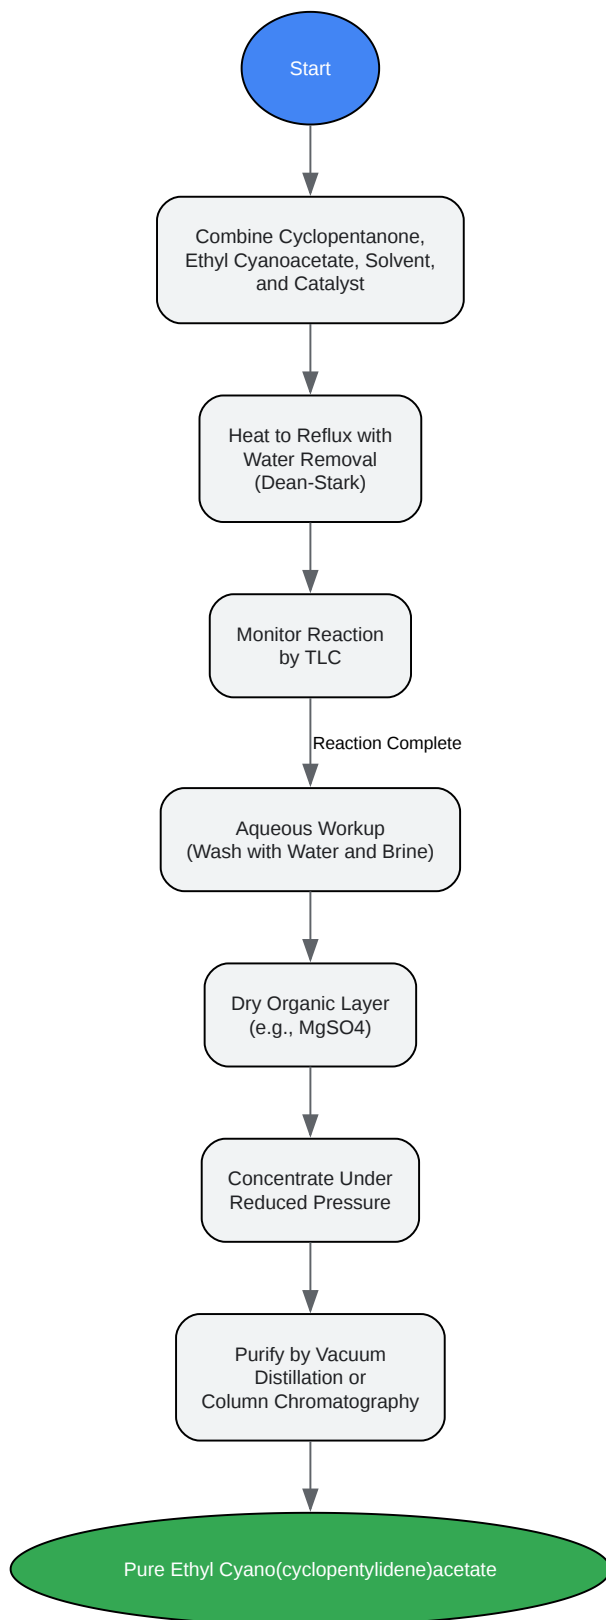 Start
Combine Cyclopentanone,
Ethyl Cyanoacetate, Solvent,
and Catalyst
Heat to Reflux with
Water Removal
(Dean-Stark)
Monitor Reaction
by TLC
Reaction Complete
Aqueous Workup
(Wash with Water and Brine)
Dry Organic Layer
(e.g., MgSO4)
Concentrate Under
Reduced Pressure
Purify by Vacuum
Distillation or
Column Chromatography
Pure Ethyl Cyano(cyclopentylidene)acetate